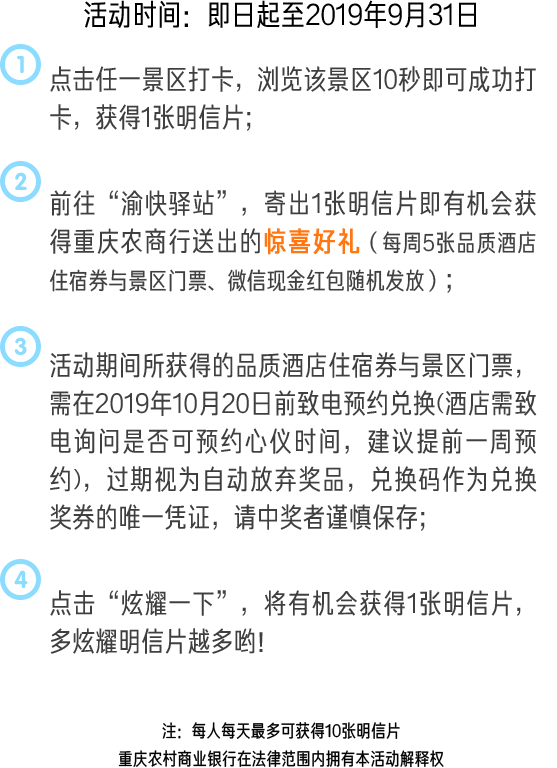 活动时间：即日起至2019年9月31日
1
点击任一景区打卡，浏览该景区10秒即可成功打
卡，获得1张明信片；
2
前往“渝快驿站”，寄出1张明信片即有机会获
得重庆农商行送出的惊喜好礼（每周5张品质酒店
住宿券与景区门票、微信现金红包随机发放）；
3
活动期间所获得的品质酒店住宿券与景区门票，
需在2019年10月20日前致电预约兑换(酒店需致
电询问是否可预约心仪时间，建议提前一周预
约)，过期视为自动放弃奖品，兑换码作为兑换
奖券的唯一凭证，请中奖者谨慎保存；
4
点击“炫耀一下”，将有机会获得1张明信片，
多炫耀明信片越多哟!
注：每人每天最多可获得10张明信片
重庆农村商业银行在法律范围内拥有本活动解释权